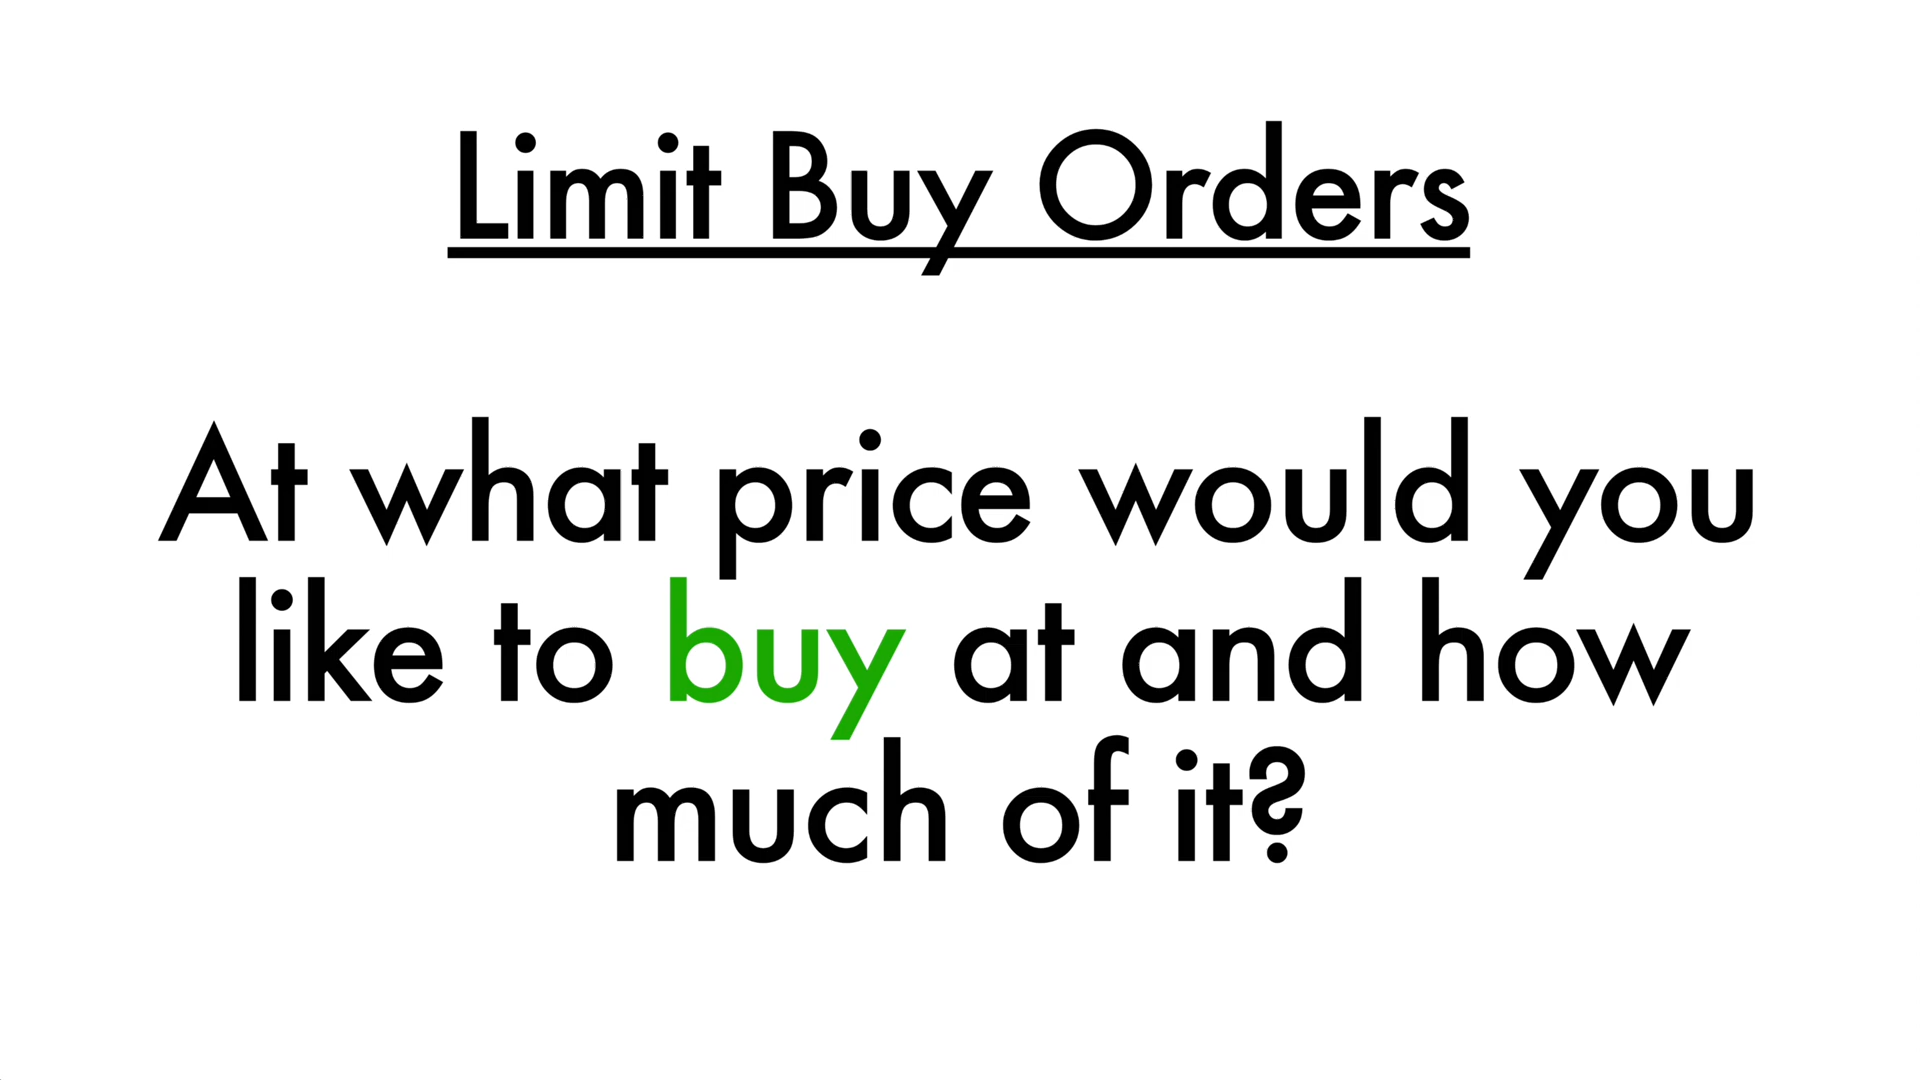 Limit Buy Orders
At what price would you
like to buy at and how
much of it?